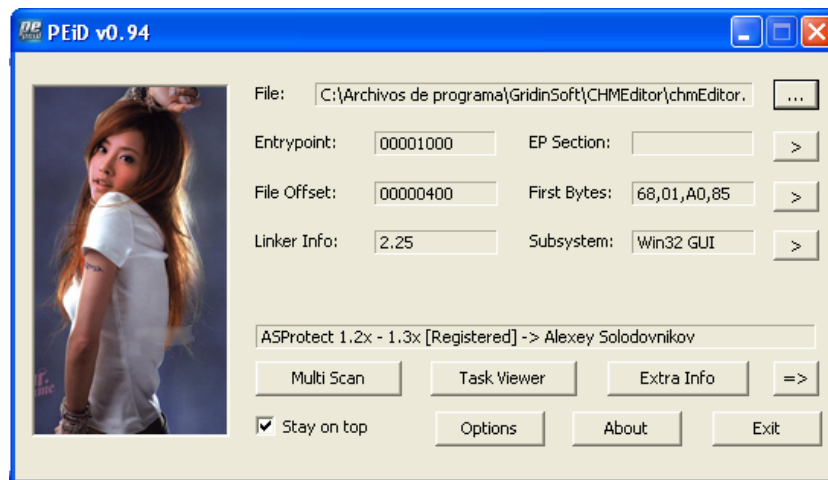 PEiD v0.94
File: C:\Archivos de programa\GridinSoft\CHMEditor\chmEditor.
...
Entrypoint: 00001000 EP Section: >
File Offset: 00000400 First Bytes: 68,01,A0,85 >
Linker Info: 2.25 Subsystem: Win32 GUI >
ASProtect 1.2x - 1.3x [Registered] -> Alexey Solodovnikov
Multi Scan Task Viewer Extra Info =>
Stay on top Options About Exit